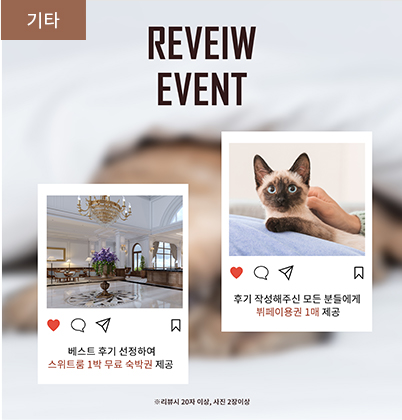 기타
REVEIW
EVENT
후기 작성해주신 모든 분들에게
뷔페이용권 1매 제공
베스트 후기 선정하여
스위트룸 1박 무료 숙박권 제공
※리뷰시 20자 이상, 사진 2장이상